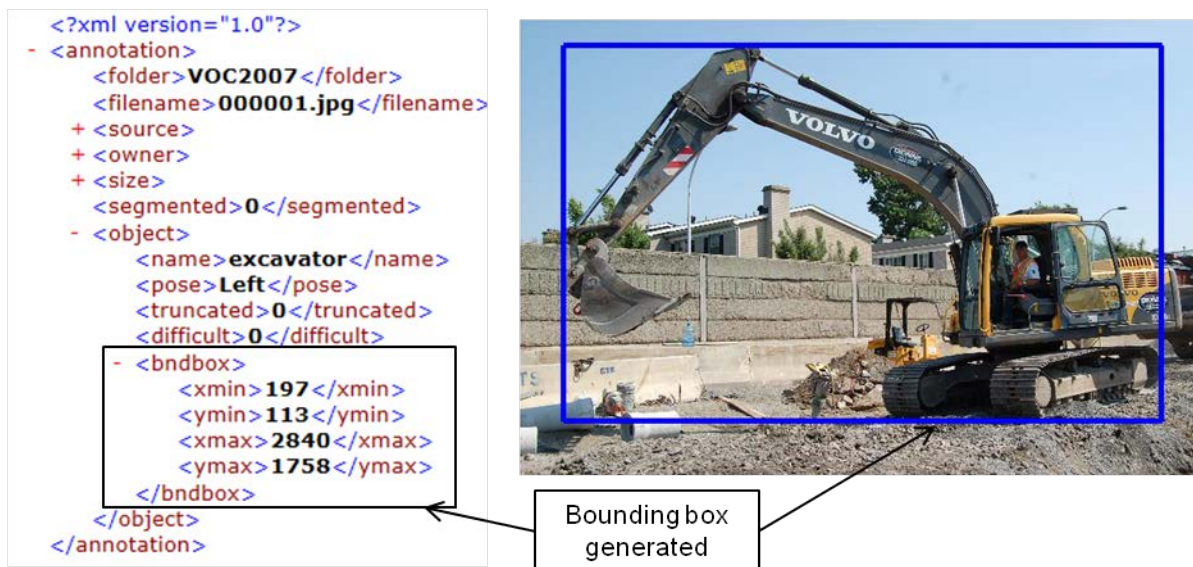 <?xml version="1.0"?>
- <annotation>
<folder>VOC2007</folder>
<filename>000001.jpg</filename>
+ <source>
+ <owner>
+ <size>
<segmented>0</segmented>
- <object>
<name>excavator</name>
<pose>Left</pose>
<truncated>0</truncated>
<difficult>0</difficult>
- <bndbox>
<xmin>197</xmin>
<ymin>113</ymin>
<xmax>2840</xmax>
<ymax>1758</ymax>
</bndbox>
</object>
</annotation>
VOLVO
VOLVO
Bounding box
generated